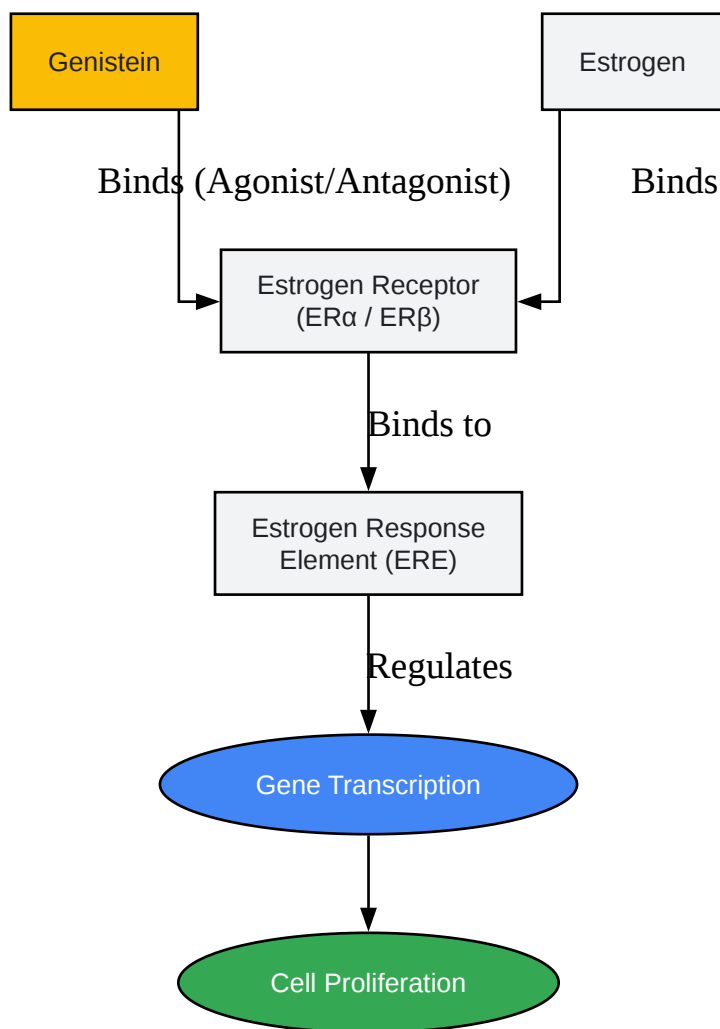 Genistein
Estrogen
Binds (Agonist/Antagonist)
Binds
Estrogen Receptor
(ERα / ERβ)
Binds to
Estrogen Response
Element (ERE)
Regulates
Gene Transcription
Cell Proliferation